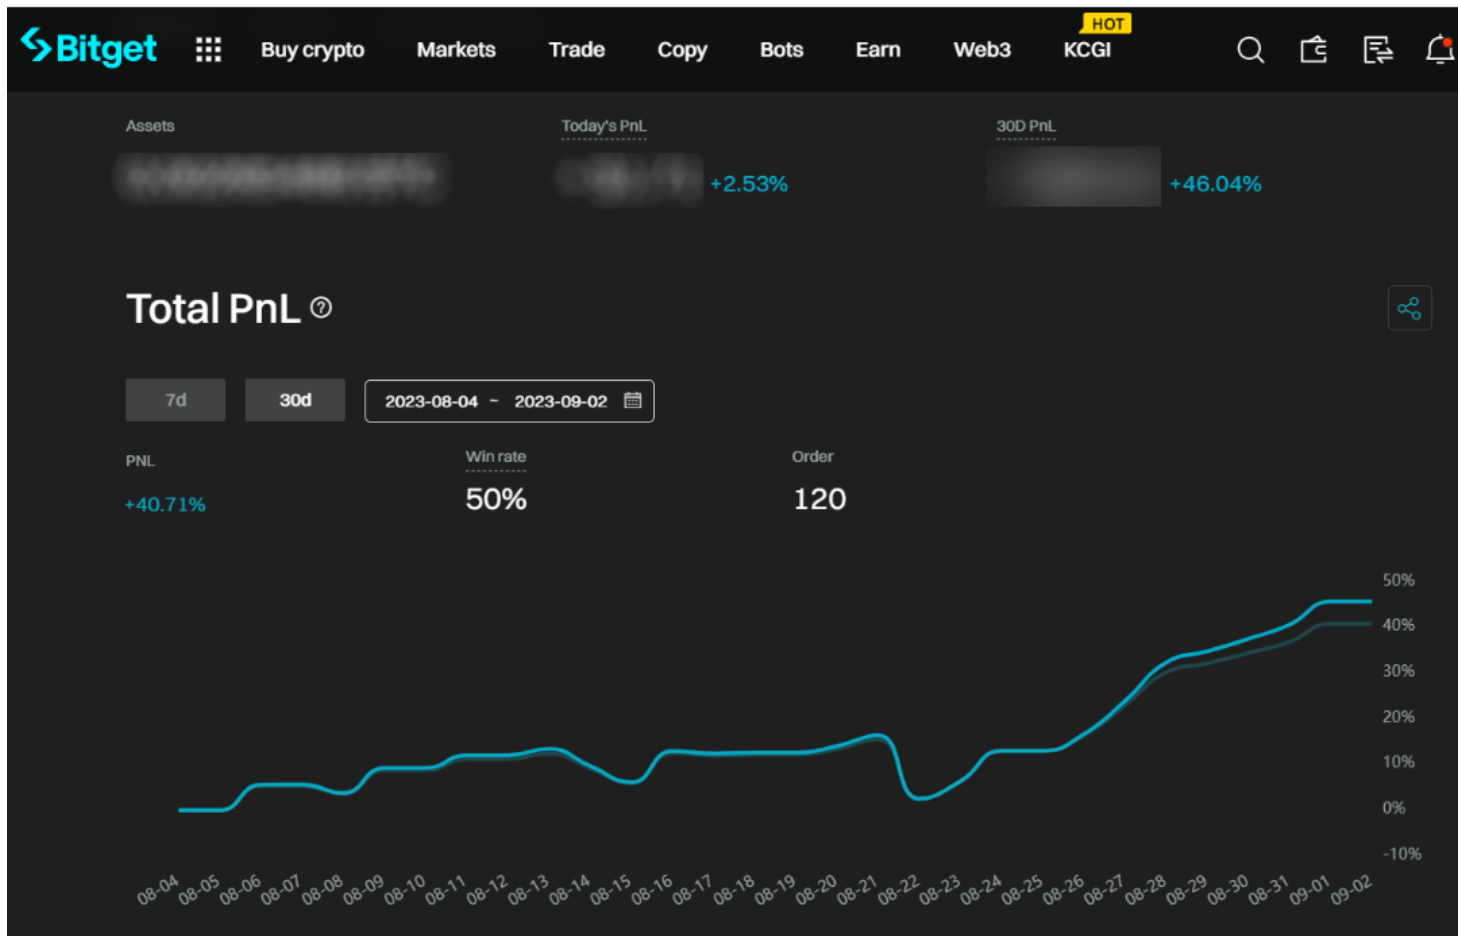 Bitget Buy crypto Markets Trade Copy Bots Earn Web3 KCGI HOT
Assets Today's PnL 30D PnL
+2.53% +46.04%
Total PnL ?
7d 30d 2023-08-04 ~ 2023-09-02
PNL Win rate Order
+40.71% 50% 120
50%
40%
30%
20%
10%
0%
-10%
08-04 08-05 08-06 08-07 08-08 08-09 08-10 08-11 08-12 08-13 08-14 08-15 08-16 08-17 08-18 08-19 08-20 08-21 08-22 08-23 08-24 08-25 08-26 08-27 08-28 08-29 08-30 08-31 09-01 09-02